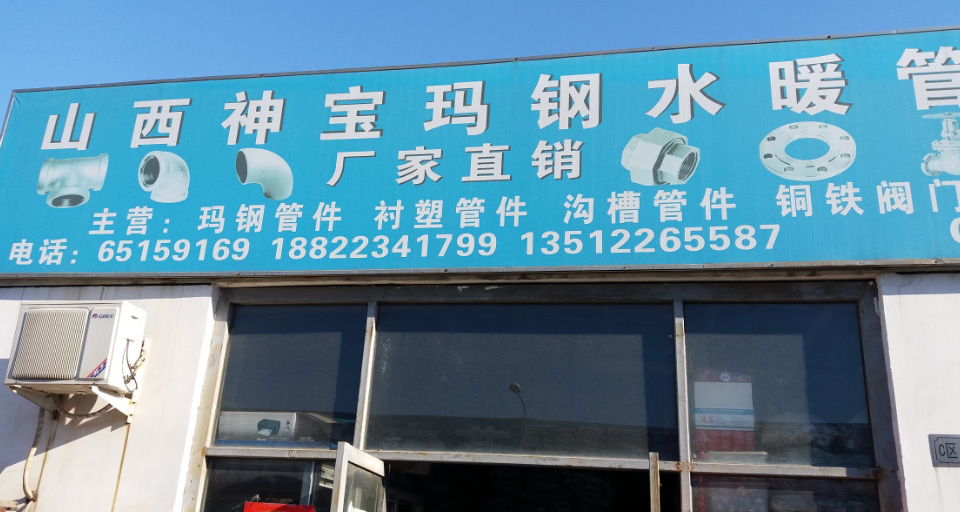 山西神宝玛钢水暖管
厂家直销
主营：玛钢管件 衬塑管件 沟槽管件 铜铁阀门
电话：65159169 18822341799 13512265587
GREE
C区